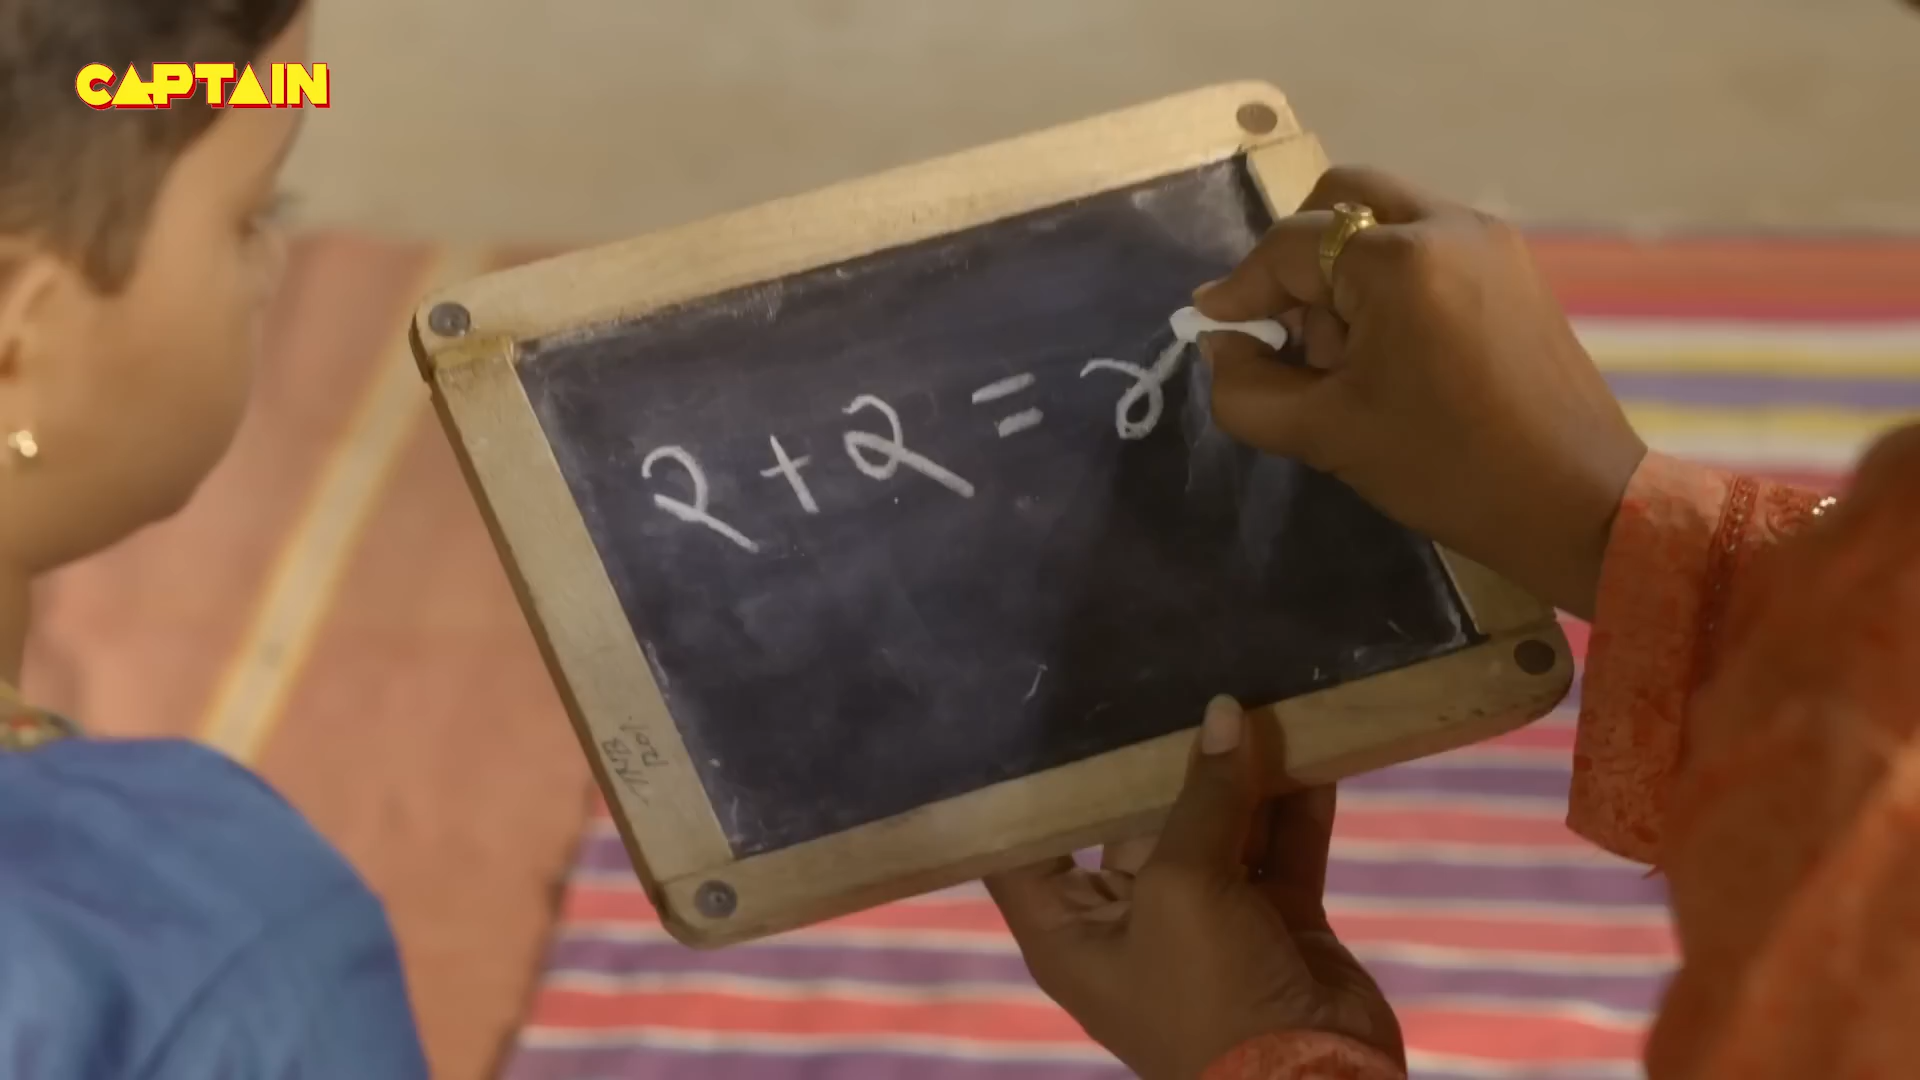 CAPTAIN
२ + २ = ४